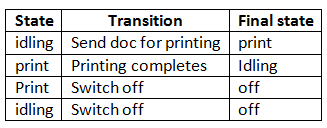 State Transition Final state
idling Send doc for printing print
print Printing completes Idling
Print Switch off off
idling Switch off off